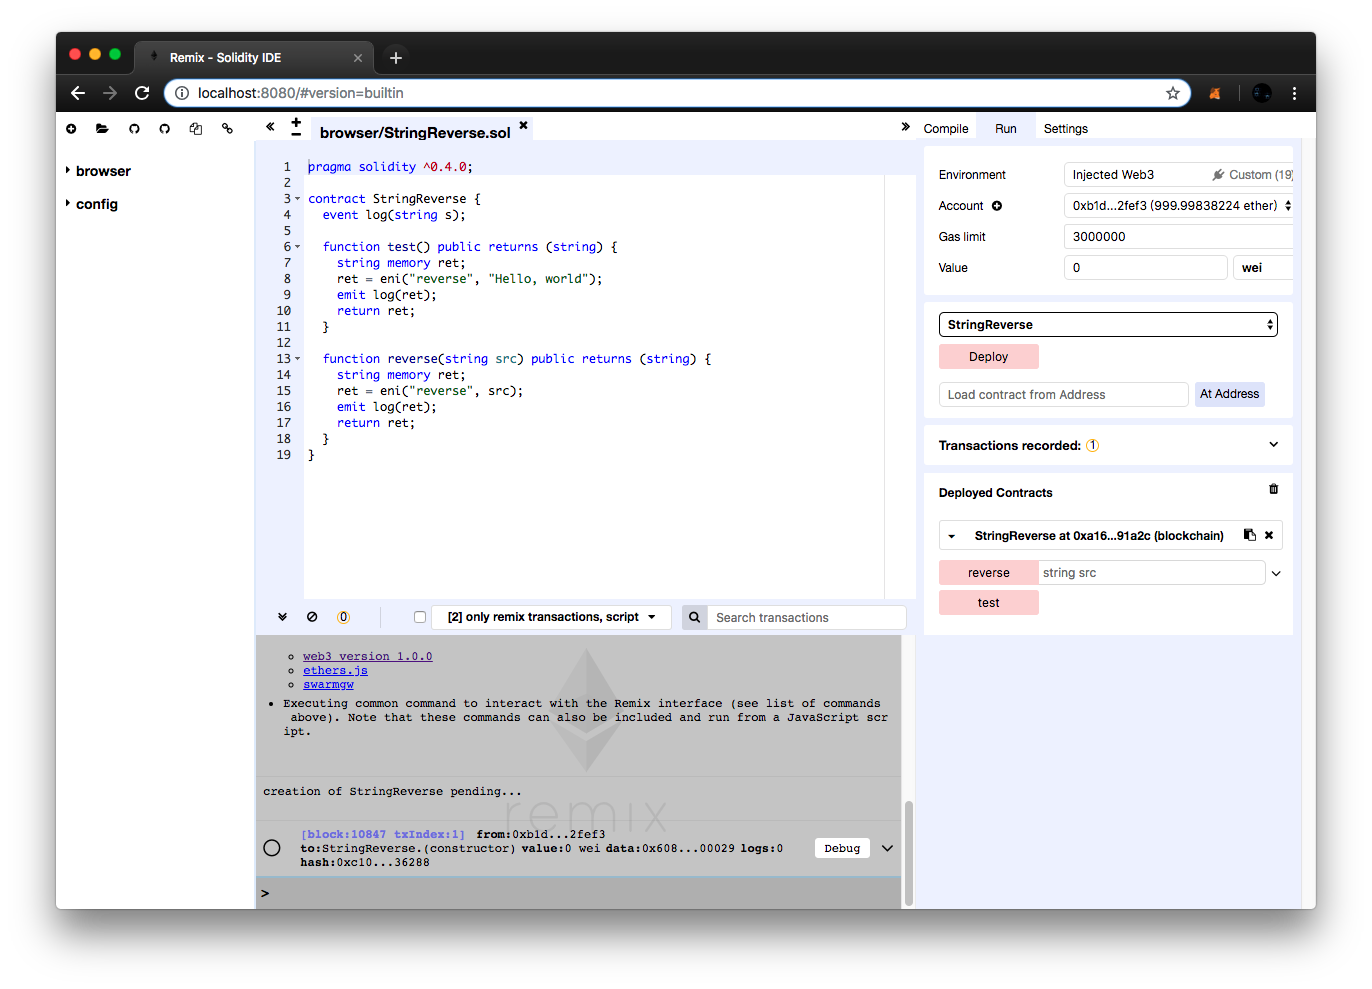 Remix - Solidity IDE
localhost:8080/#version=builtin
browser
config
browser/StringReverse.sol
1 pragma solidity ^0.4.0;
2
3 contract StringReverse {
4 event log(string s);
5
6 function test() public returns (string) {
7 string memory ret;
8 ret = eni("reverse", "Hello, world");
9 emit log(ret);
10 return ret;
11 }
12
13 function reverse(string src) public returns (string) {
14 string memory ret;
15 ret = eni("reverse", src);
16 emit log(ret);
17 return ret;
18 }
19 }
0
[2] only remix transactions, script
Search transactions
web3 version 1.0.0
ethers.js
swarmgw
Executing common command to interact with the Remix interface (see list of commands
above). Note that these commands can also be included and run from a JavaScript scr
ipt.
creation of StringReverse pending...
remix
[block:10847 txIndex:1] from:0xb1d...2fef3
to:StringReverse.(constructor) value:0 wei data:0x608...00029 logs:0
hash:0xc10...36288
Debug
>
Compile Run Settings
Environment Injected Web3 Custom (19)
Account 0xb1d...2fef3 (999.99838224 ether)
Gas limit 3000000
Value 0 wei
StringReverse
Deploy
Load contract from Address At Address
Transactions recorded: 1
Deployed Contracts
StringReverse at 0xa16...91a2c (blockchain)
reverse string src
test